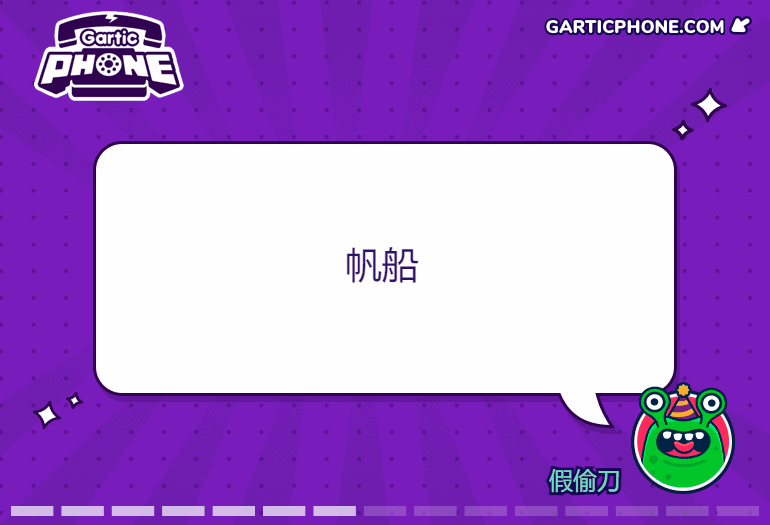 Gartic
PHONE
GARTICPHONE.COM
帆船
假偷刀